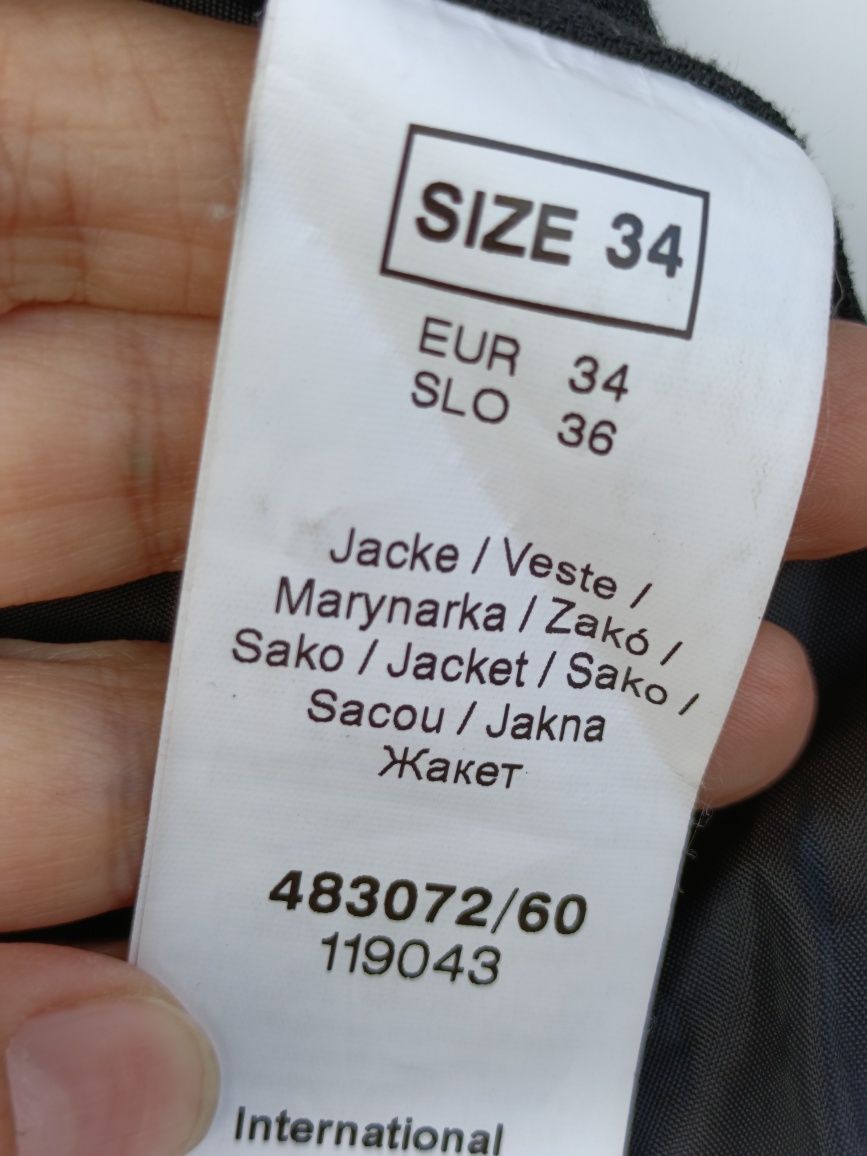 SIZE 34
EUR 34
SLO 36
Jacke / Veste /
Marynarka / Zakó /
Sako / Jacket / Sako /
Sacou / Jakna
Жакет
483072/60
119043
International